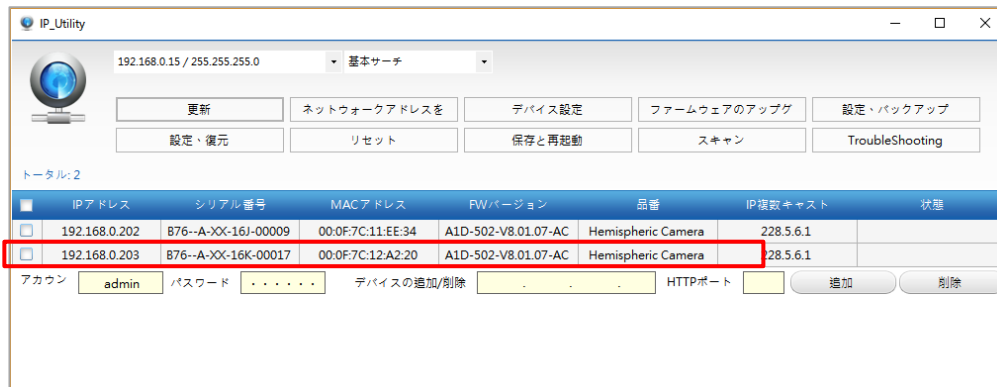 IP_Utility
192.168.0.15 / 255.255.255.0 基本サーチ
更新 ネットウォークアドレスを デバイス設定 ファームウェアのアップグ 設定、バックアップ
設定、復元 リセット 保存と再起動 スキャン TroubleShooting
トータル: 2
IPアドレス シリアル番号 MACアドレス FWバージョン 品番 IP複数キャスト 状態
192.168.0.202 B76--A-XX-16J-00009 00:0F:7C:11:EE:34 A1D-502-V8.01.07-AC Hemispheric Camera 228.5.6.1
192.168.0.203 B76--A-XX-16K-00017 00:0F:7C:12:A2:20 A1D-502-V8.01.07-AC Hemispheric Camera 228.5.6.1
アカウン admin パスワード ・・・・・・ デバイスの追加/削除 . . . HTTPポート 追加 削除